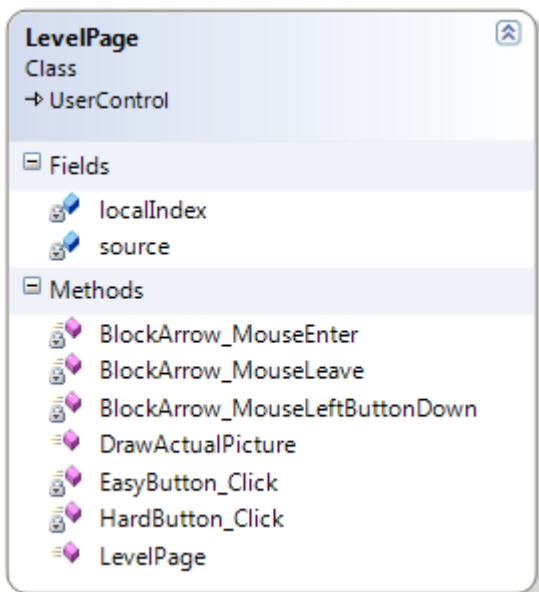 LevelPage
Class
UserControl
Fields
localIndex
source
Methods
BlockArrow_MouseEnter
BlockArrow_MouseLeave
BlockArrow_MouseLeftButtonDown
DrawActualPicture
EasyButton_Click
HardButton_Click
LevelPage